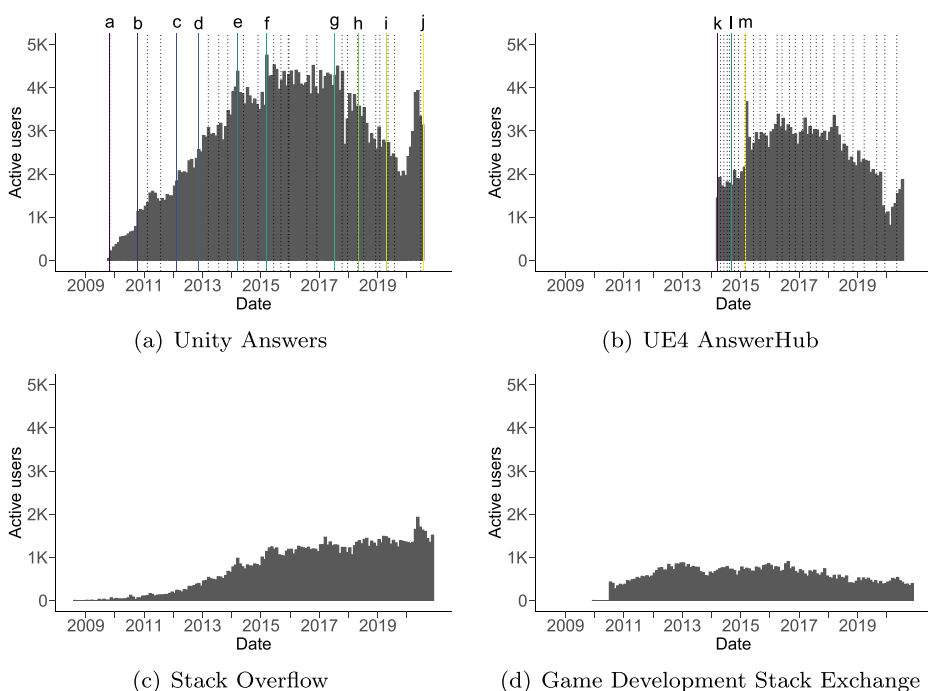 a b c d e f g h i j
5K
4K
3K
2K
1K
0
Active users
2009 2011 2013 2015 2017 2019
Date
(a) Unity Answers
k l m
5K
4K
3K
2K
1K
0
Active users
2009 2011 2013 2015 2017 2019
Date
(b) UE4 AnswerHub
5K
4K
3K
2K
1K
0
Active users
2009 2011 2013 2015 2017 2019
Date
(c) Stack Overflow
5K
4K
3K
2K
1K
0
Active users
2009 2011 2013 2015 2017 2019
Date
(d) Game Development Stack Exchange